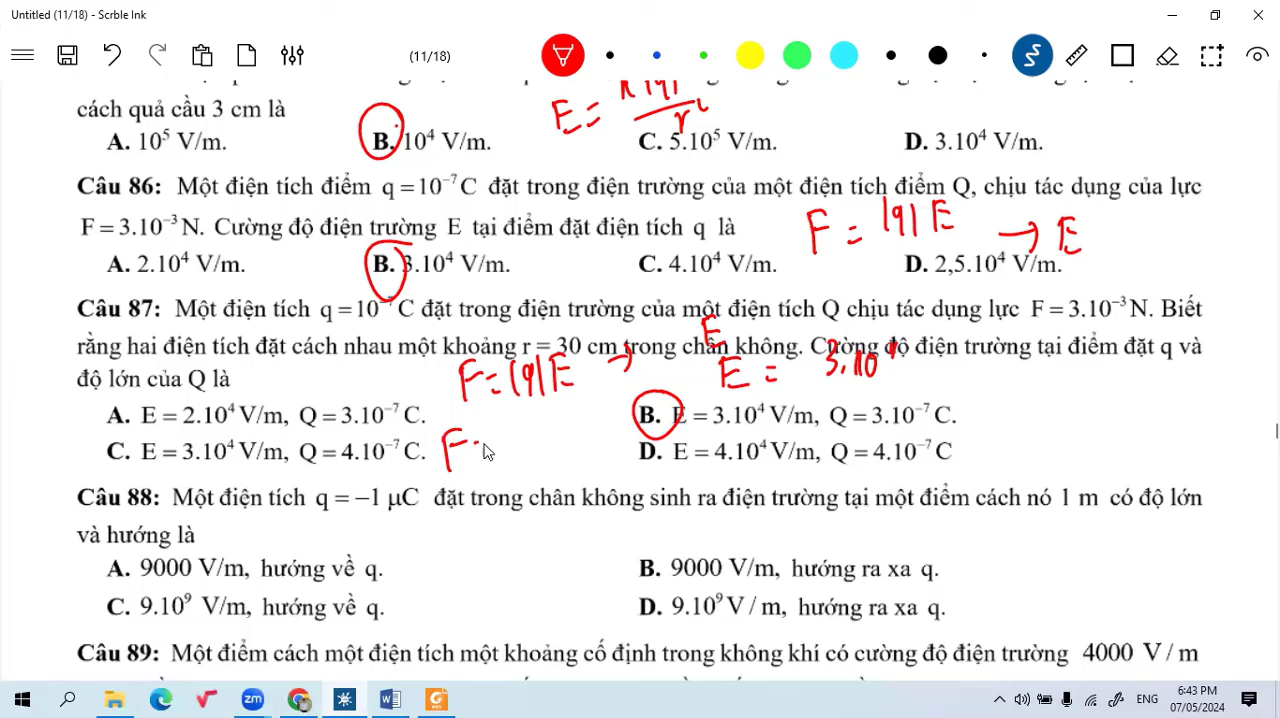 Untitled (11/18) - Scrble Ink
(11/18)
cách quả cầu 3 cm là
E = k|q| / r²
A. 10⁵ V/m. B. 10⁴ V/m. C. 5.10⁵ V/m. D. 3.10⁴ V/m.
Câu 86: Một điện tích điểm q = 10⁻⁷ C đặt trong điện trường của một điện tích điểm Q, chịu tác dụng của lực
F = 3.10⁻³ N. Cường độ điện trường E tại điểm đặt điện tích q là
F = |q|E → E
A. 2.10⁴ V/m. B. 3.10⁴ V/m. C. 4.10⁴ V/m. D. 2,5.10⁴ V/m.
Câu 87: Một điện tích q = 10⁻⁷ C đặt trong điện trường của một điện tích Q chịu tác dụng lực F = 3.10⁻³ N. Biết
rằng hai điện tích đặt cách nhau một khoảng r = 30 cm trong chân không. Cường độ điện trường tại điểm đặt q và
độ lớn của Q là
F = |q|E → E
E = 3.10⁴
A. E = 2.10⁴ V/m, Q = 3.10⁻⁷ C. B. E = 3.10⁴ V/m, Q = 3.10⁻⁷ C.
C. E = 3.10⁴ V/m, Q = 4.10⁻⁷ C. D. E = 4.10⁴ V/m, Q = 4.10⁻⁷ C
F
Câu 88: Một điện tích q = −1 μC đặt trong chân không sinh ra điện trường tại một điểm cách nó 1 m có độ lớn
và hướng là
A. 9000 V/m, hướng về q. B. 9000 V/m, hướng ra xa q.
C. 9.10⁹ V/m, hướng về q. D. 9.10⁹ V / m, hướng ra xa q.
Câu 89: Một điểm cách một điện tích một khoảng cố định trong không khí có cường độ điện trường 4000 V / m
zm
W
ENG
6:43 PM
07/05/2024